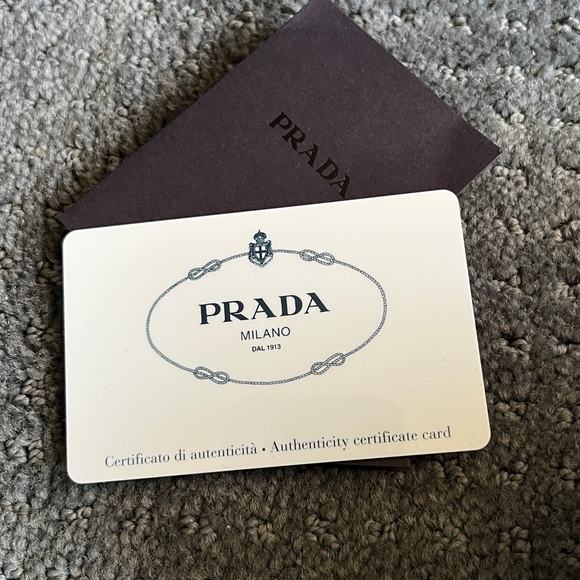 PRADA
PRADA
MILANO
DAL 1913
Certificato di autenticità • Authenticity certificate card